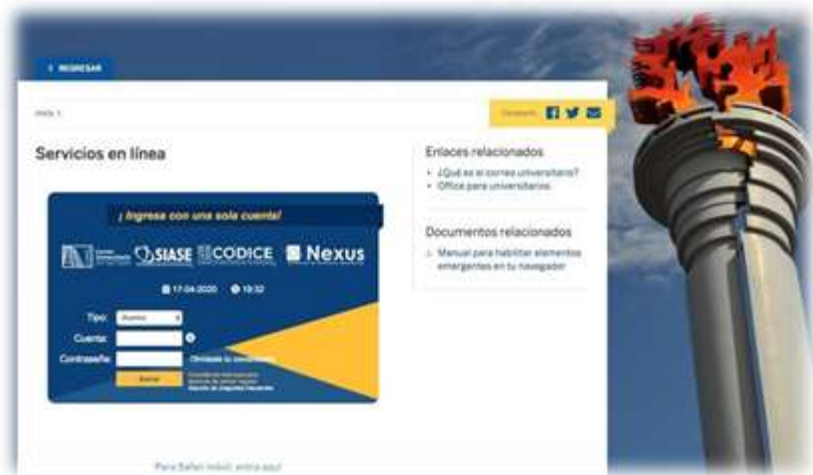 REGRESAR
Inicio
Compartir:
Servicios en línea
¡ Ingresa con una sola cuenta!
Correo
Universitario
SIASE
CODICE
Nexus
17-04-2020 19:32
Tipo: Alumno
Cuenta:
Contraseña:
Olvidaste tu contraseña
Entrar
Enlaces relacionados
¿Qué es el correo universitario?
Office para universitarios
Documentos relacionados
Manual para habilitar elementos
emergentes en tu navegador
Para Safari móvil, entra aquí